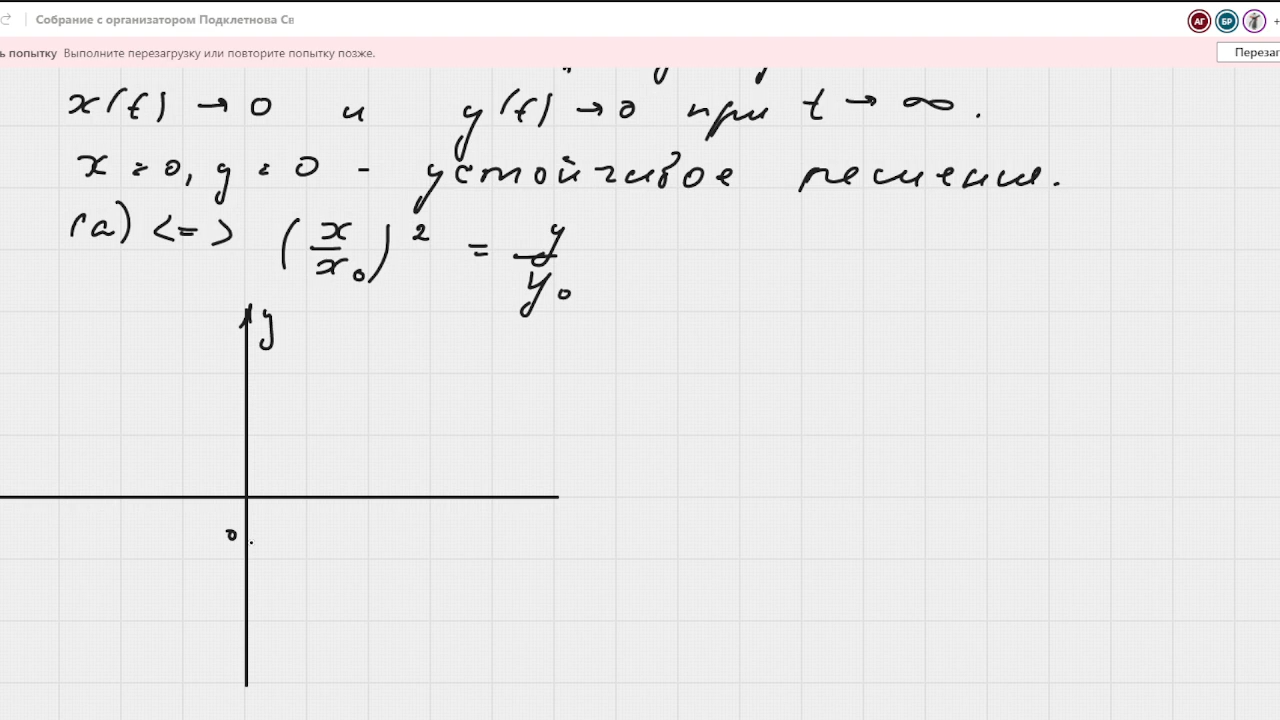 Собрание с организатором Подклетнова Св
АГ БР +
ь попытку Выполните перезагрузку или повторите попытку позже.
Перезаг
x(t) → 0 и y(t) → 0 при t → ∞.
x = 0, y = 0 - устойчивое решение.
(a) <=> (x/x₀)² = y/y₀
y
0